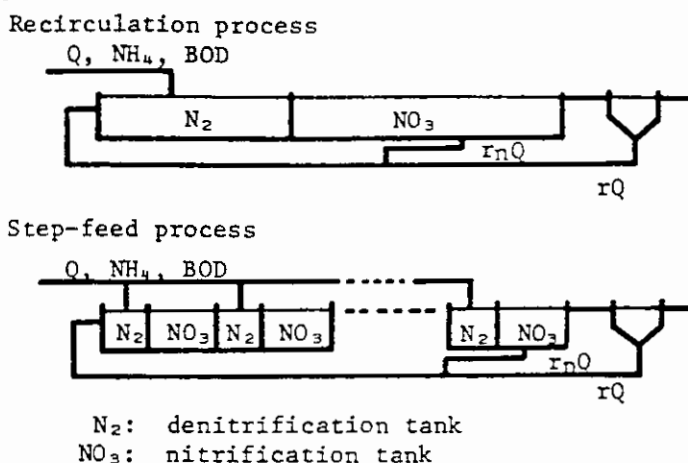 Recirculation process
Q, NH₄, BOD
N₂ NO₃
rₙQ
rQ
Step-feed process
Q, NH₄, BOD
N₂ NO₃ N₂ NO₃ N₂ NO₃
rₙQ
rQ
N₂: denitrification tank
NO₃: nitrification tank